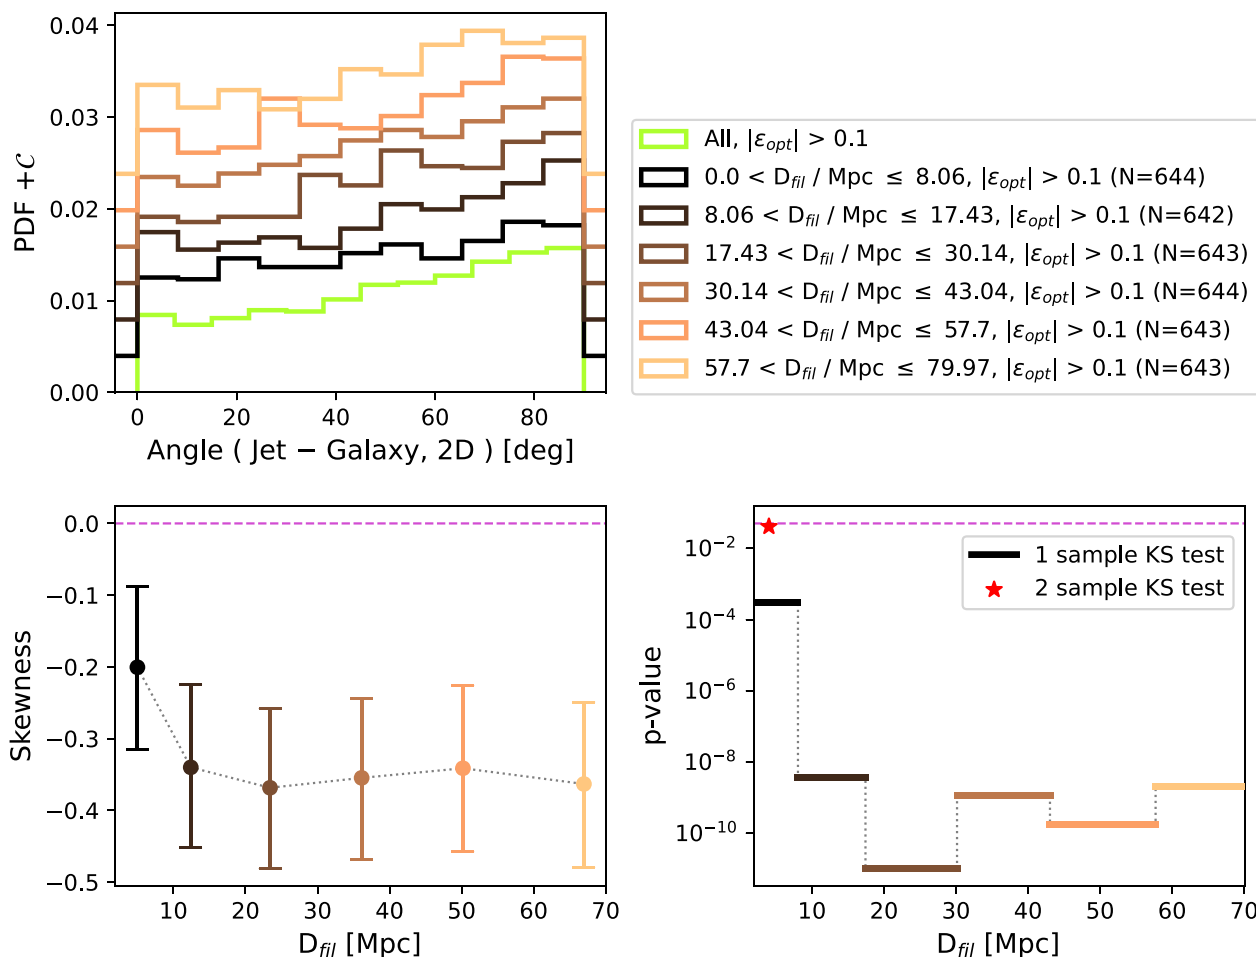 0.04
0.03
0.02
0.01
0.00
PDF +𝒞
0 20 40 60 80
Angle ( Jet − Galaxy, 2D ) [deg]
All, |ε_opt| > 0.1
0.0 < D_fil / Mpc ≤ 8.06, |ε_opt| > 0.1 (N=644)
8.06 < D_fil / Mpc ≤ 17.43, |ε_opt| > 0.1 (N=642)
17.43 < D_fil / Mpc ≤ 30.14, |ε_opt| > 0.1 (N=643)
30.14 < D_fil / Mpc ≤ 43.04, |ε_opt| > 0.1 (N=644)
43.04 < D_fil / Mpc ≤ 57.7, |ε_opt| > 0.1 (N=643)
57.7 < D_fil / Mpc ≤ 79.97, |ε_opt| > 0.1 (N=643)
0.0
−0.1
−0.2
−0.3
−0.4
−0.5
Skewness
10 20 30 40 50 60 70
D_fil [Mpc]
10⁻²
10⁻⁴
10⁻⁶
10⁻⁸
10⁻¹⁰
p-value
1 sample KS test
2 sample KS test
10 20 30 40 50 60 70
D_fil [Mpc]